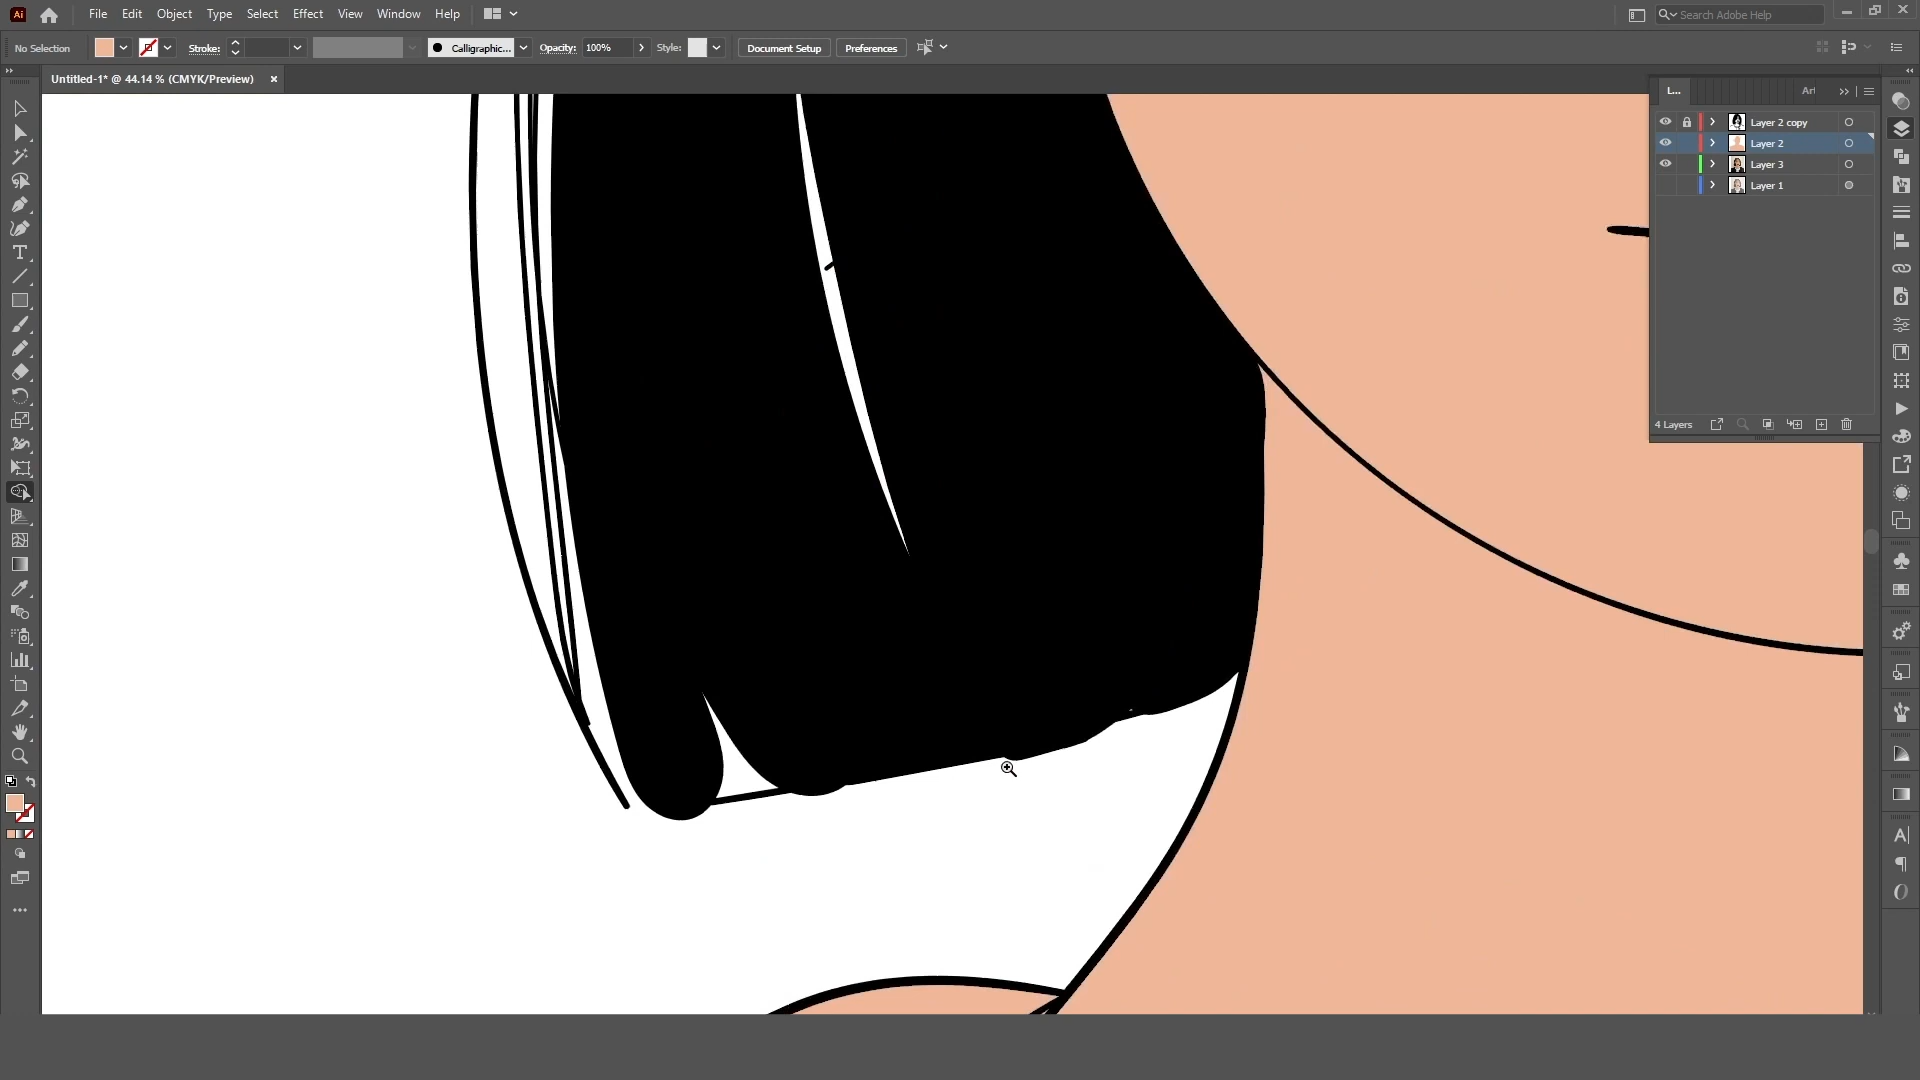 Ai File Edit Object Type Select Effect View Window Help Search Adobe Help
No Selection Stroke: Calligraphic... Opacity: 100% Style: Document Setup Preferences
Untitled-1* @ 44.14 % (CMYK/Preview) ×
L... Ar
Layer 2 copy
Layer 2
Layer 3
Layer 1
4 Layers